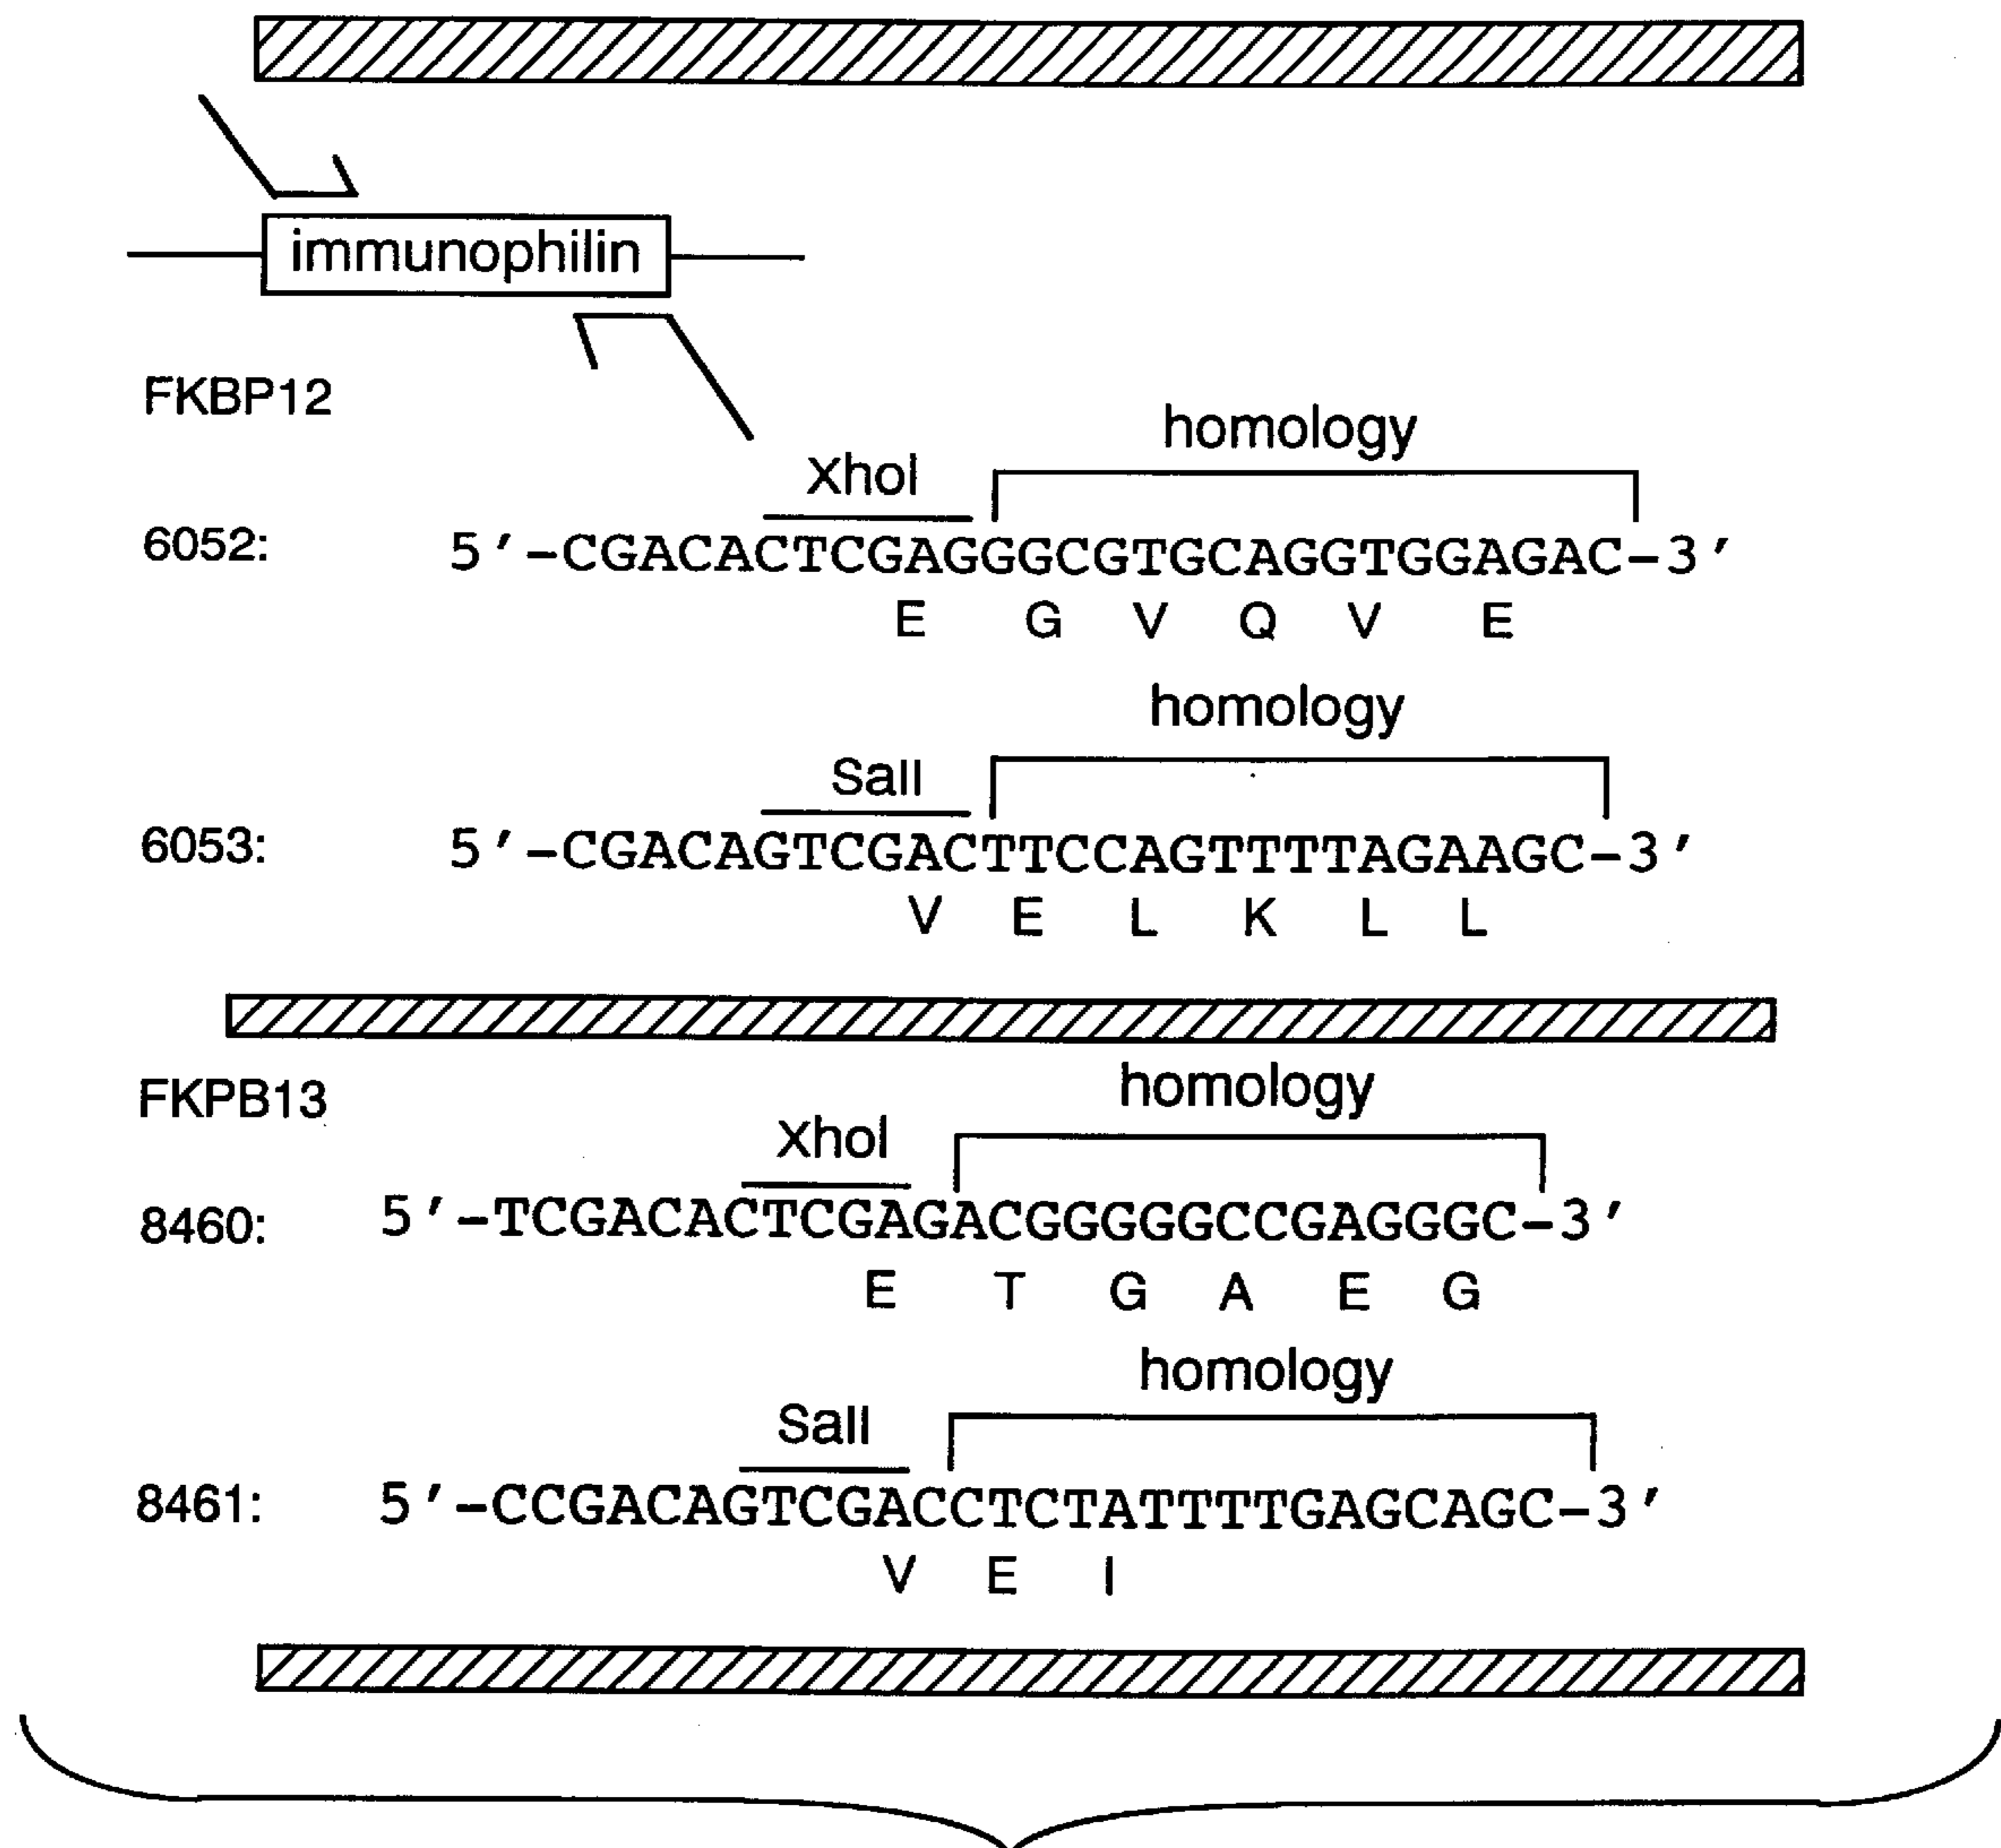 immunophilin
FKBP12
homology
XhoI
6052: 5'-CGACACTCGAGGGCGTGCAGGTGGAGAC-3'
E G V Q V E
homology
SalI
6053: 5'-CGACAGTCGACTTCCAGTTTTAGAAGC-3'
V E L K L L
FKPB13
homology
XhoI
8460: 5'-TCGACACTCGAGACGGGGGCCGAGGGC-3'
E T G A E G
homology
SalI
8461: 5'-CCGACAGTCGACCTCTATTTTGAGCAGC-3'
V E I